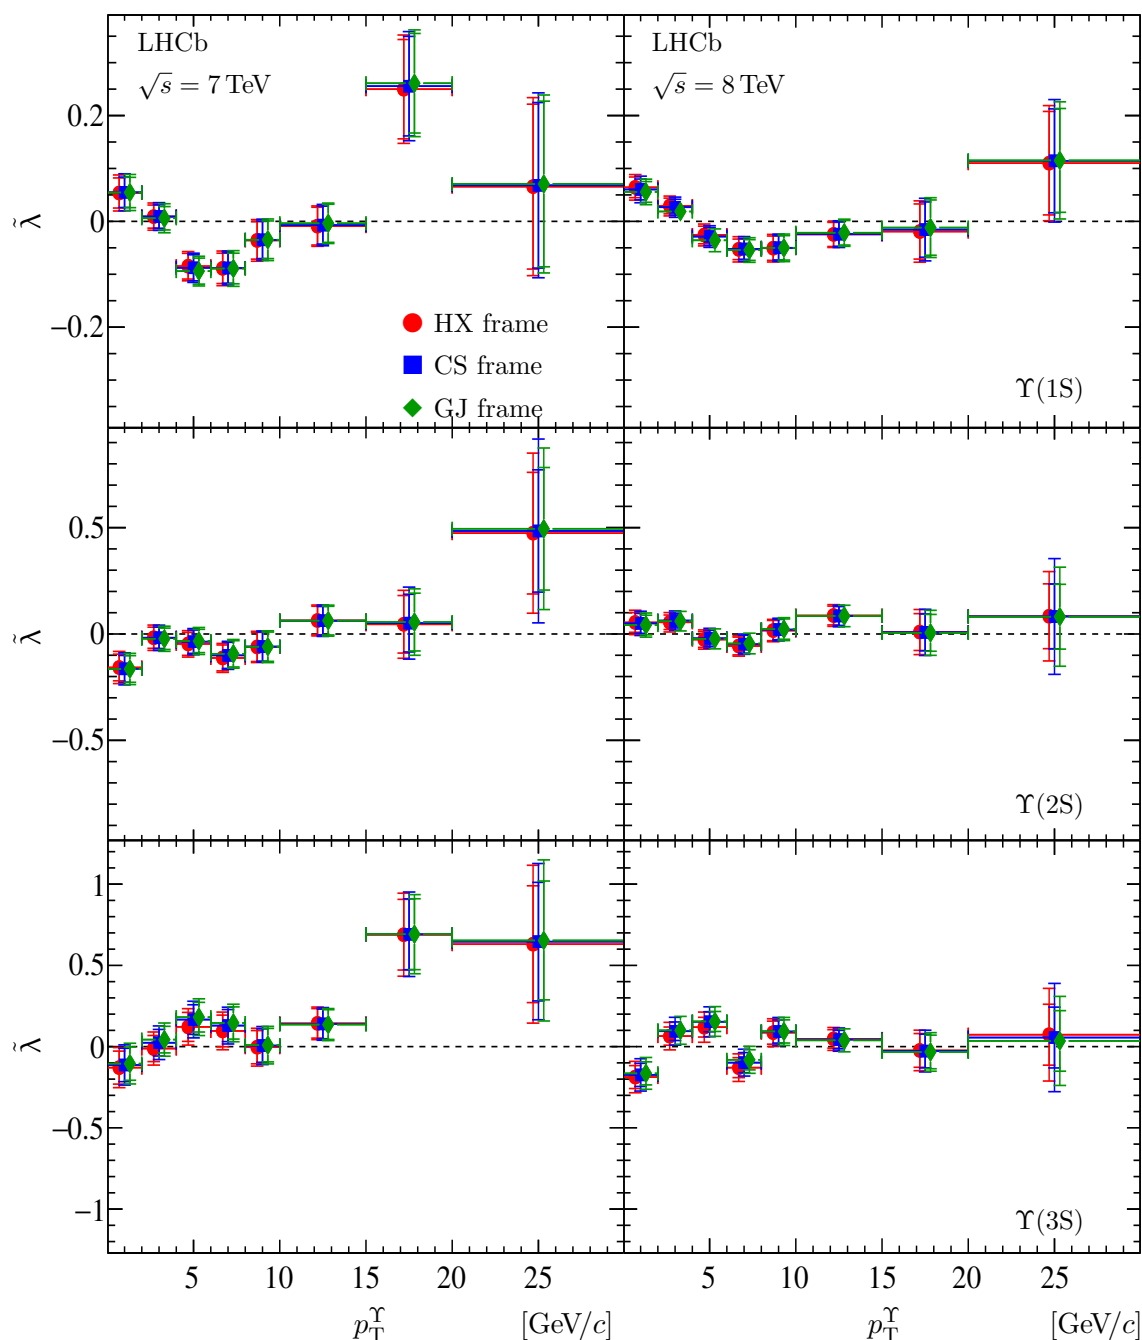 LHCb
√s = 7 TeV
LHCb
√s = 8 TeV
0.2
0
−0.2
λ̃
HX frame
CS frame
GJ frame
ϒ(1S)
0.5
0
−0.5
λ̃
ϒ(2S)
1
0.5
0
−0.5
−1
λ̃
ϒ(3S)
5 10 15 20 25 5 10 15 20 25
p_T^ϒ [GeV/c] p_T^ϒ [GeV/c]